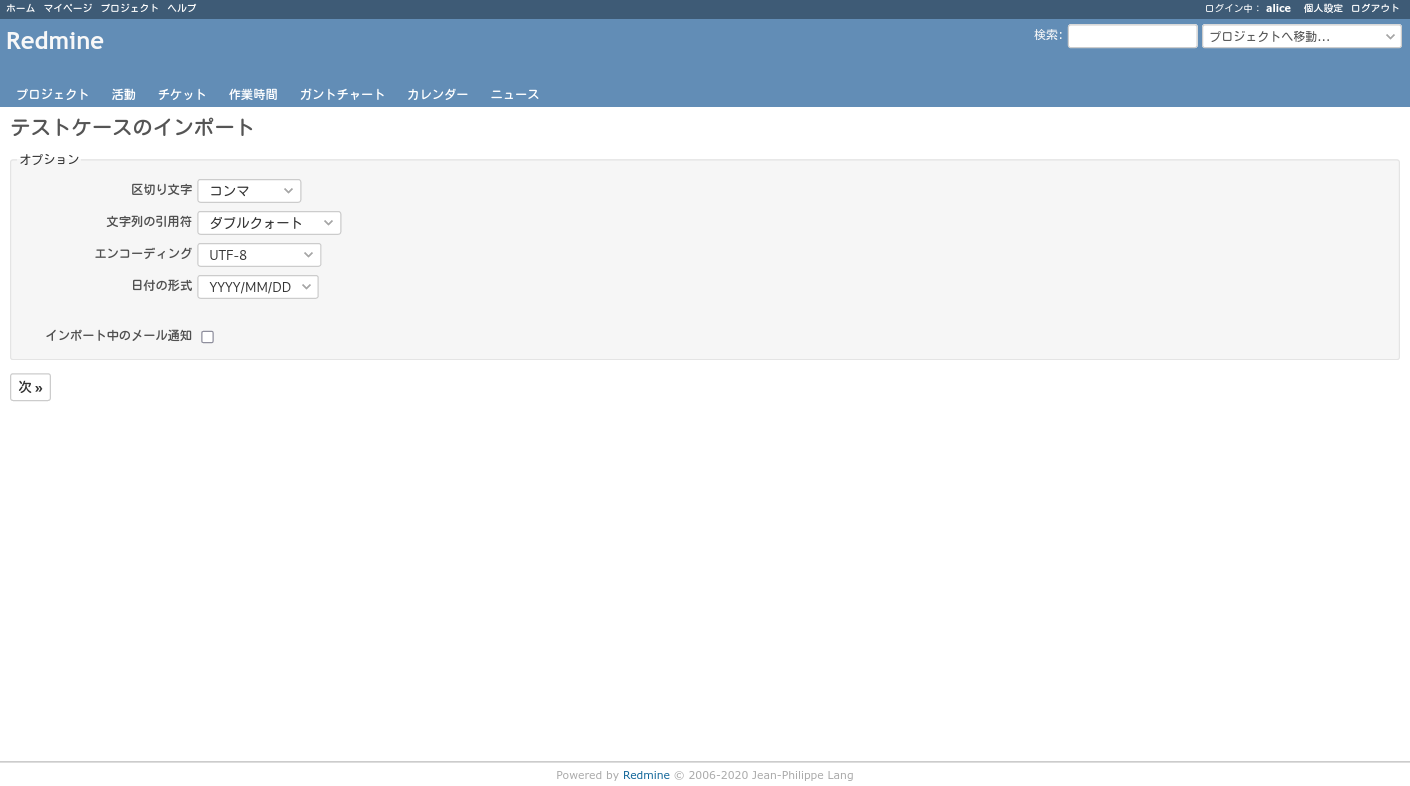 ホーム マイページ プロジェクト ヘルプ ログイン中： alice 個人設定 ログアウト
Redmine 検索: プロジェクトへ移動...
プロジェクト 活動 チケット 作業時間 ガントチャート カレンダー ニュース
テストケースのインポート
オプション
区切り文字 コンマ
文字列の引用符 ダブルクォート
エンコーディング UTF-8
日付の形式 YYYY/MM/DD
インポート中のメール通知
次 »
Powered by Redmine © 2006-2020 Jean-Philippe Lang